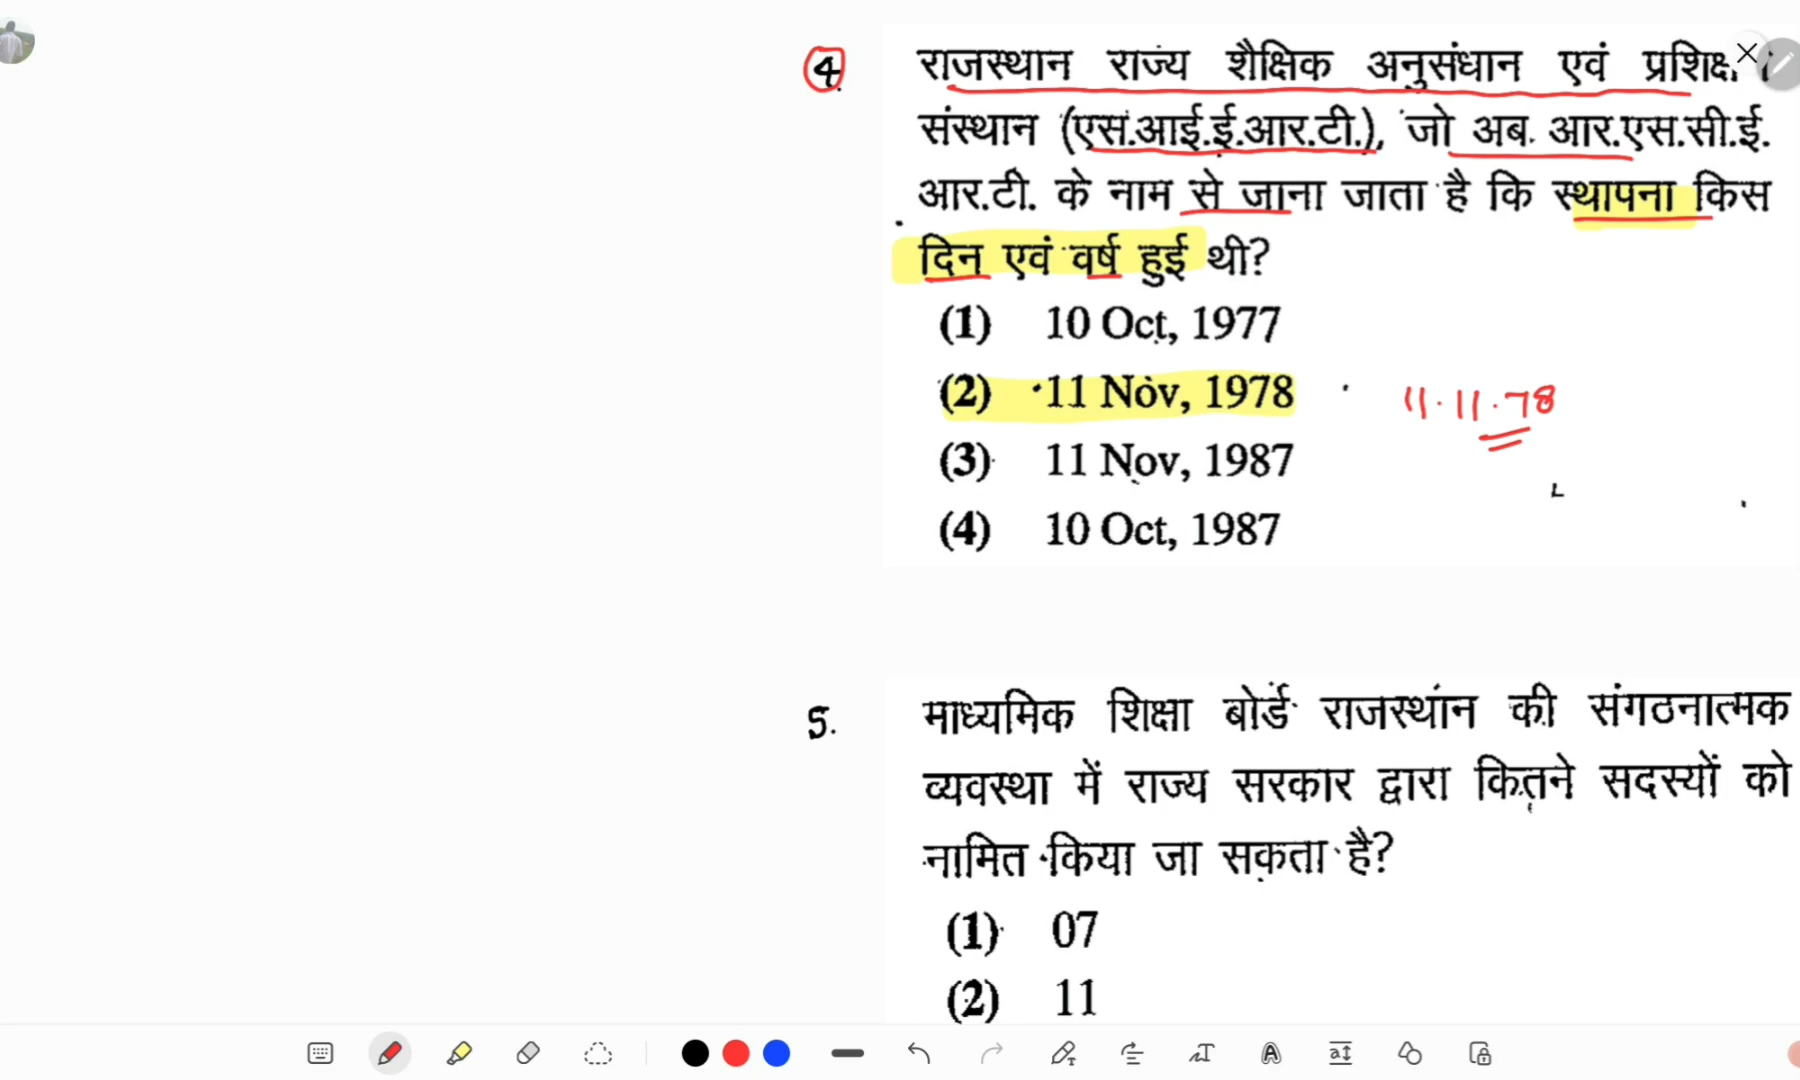 4. राजस्थान राज्य शैक्षिक अनुसंधान एवं
संस्थान (एस.आई.ई.आर.टी.), जो अब आर.एस.सी.ई.
आर.टी. के नाम से जाना जाता है कि स्थापना किस
दिन एवं वर्ष हुई थी?
(1) 10 Oct, 1977
(2) 11 Nov, 1978 11.11.78
(3) 11 Nov, 1987
(4) 10 Oct, 1987
5. माध्यमिक शिक्षा बोर्ड राजस्थान की संगठनात्मक
व्यवस्था में राज्य सरकार द्वारा कितने सदस्यों को
नामित किया जा सकता है?
(1) 07
(2) 11